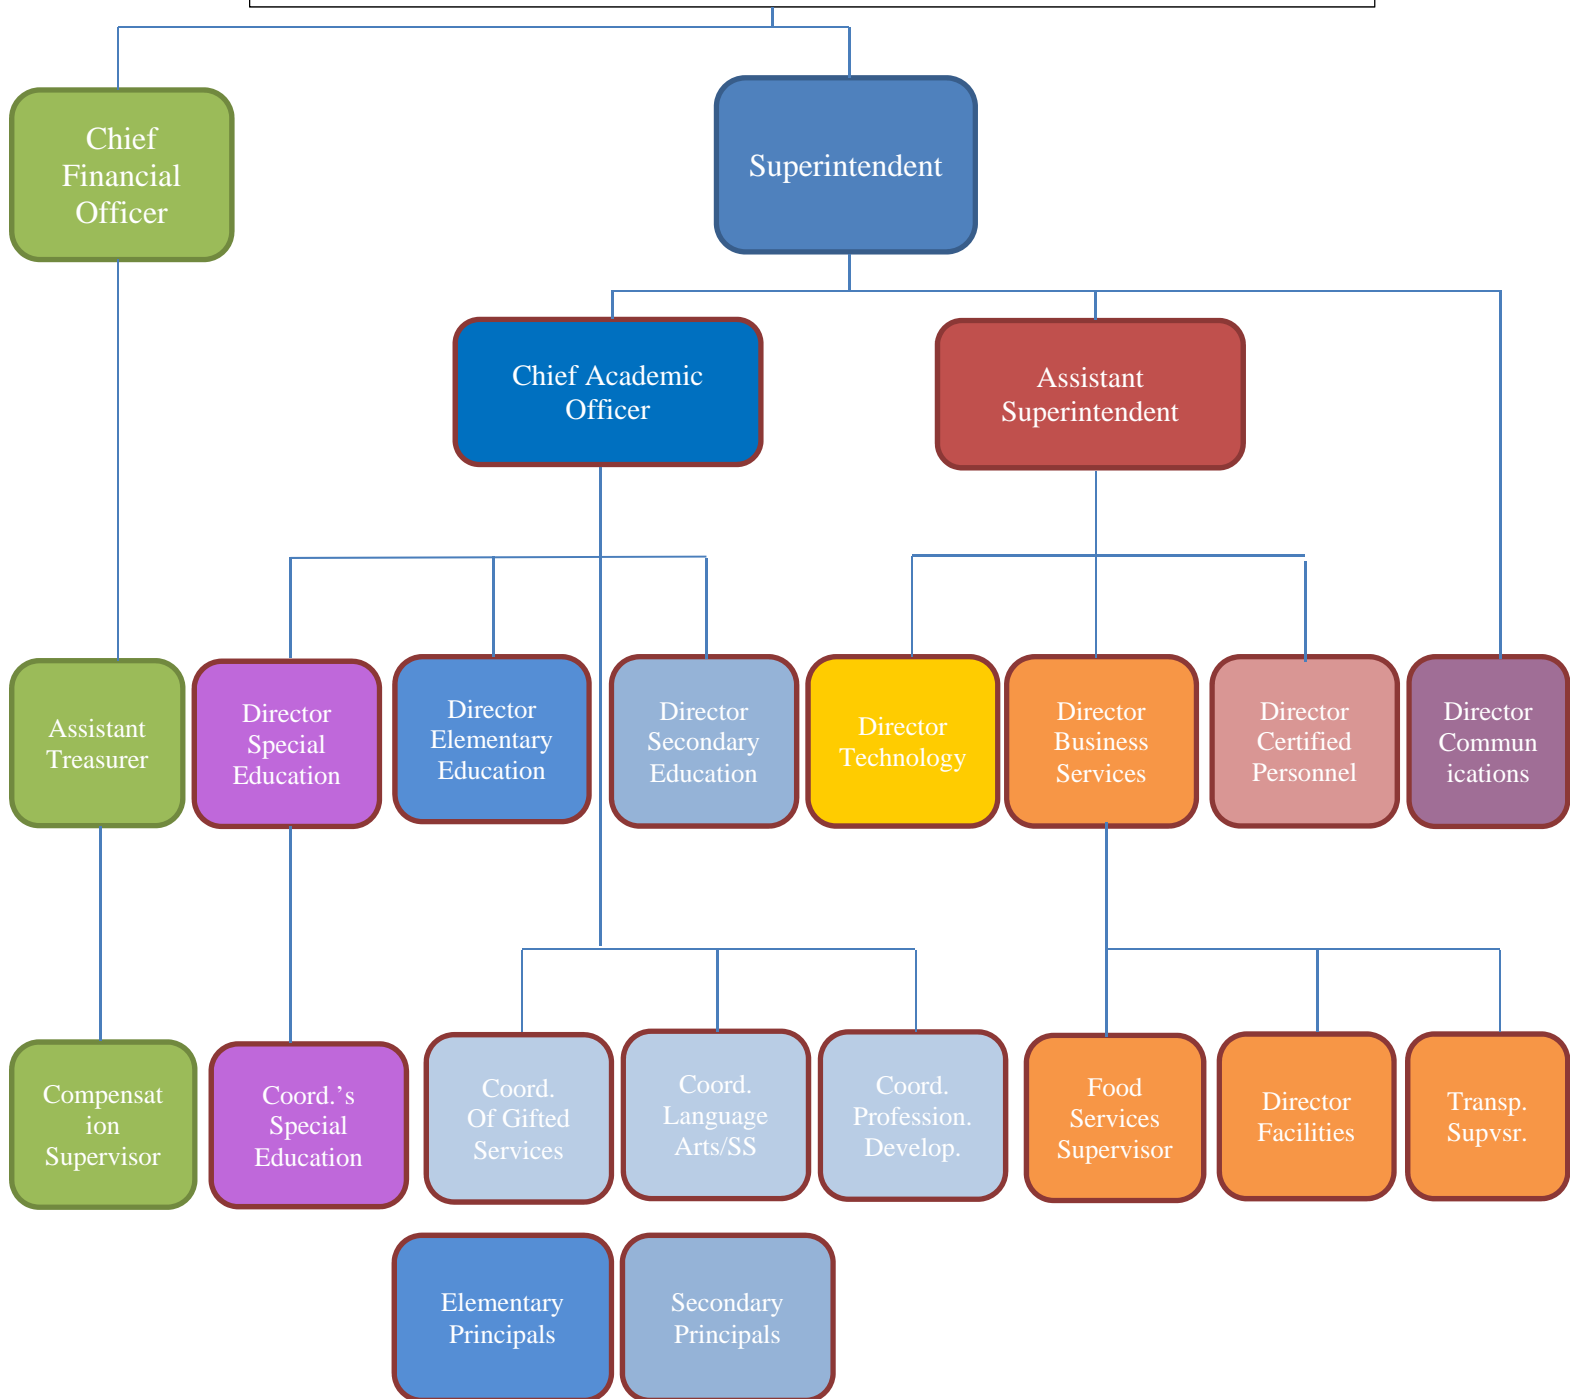 Chief
Financial
Officer
Superintendent
Chief Academic
Officer
Assistant
Superintendent
Assistant
Treasurer
Director
Special
Education
Director
Elementary
Education
Director
Secondary
Education
Director
Technology
Director
Business
Services
Director
Certified
Personnel
Director
Commun
ications
Compensat
ion
Supervisor
Coord.’s
Special
Education
Coord.
Of Gifted
Services
Coord.
Language
Arts/SS
Coord.
Profession.
Develop.
Food
Services
Supervisor
Director
Facilities
Transp.
Supvsr.
Elementary
Principals
Secondary
Principals